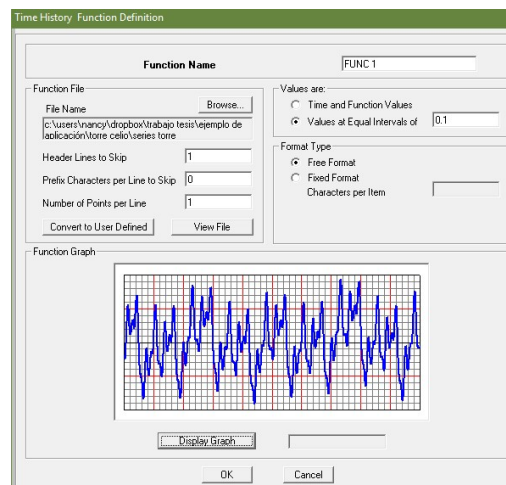 Time History Function Definition
Function Name
FUNC 1
Function File
File Name
Browse...
c:\users\nancy\dropbox\trabajo tesis\ejemplo de
aplicación\torre celio\series torre
Header Lines to Skip
1
Prefix Characters per Line to Skip
0
Number of Points per Line
1
Convert to User Defined
View File
Values are:
Time and Function Values
Values at Equal Intervals of
0.1
Format Type
Free Format
Fixed Format
Characters per Item
Function Graph
Display Graph
OK
Cancel